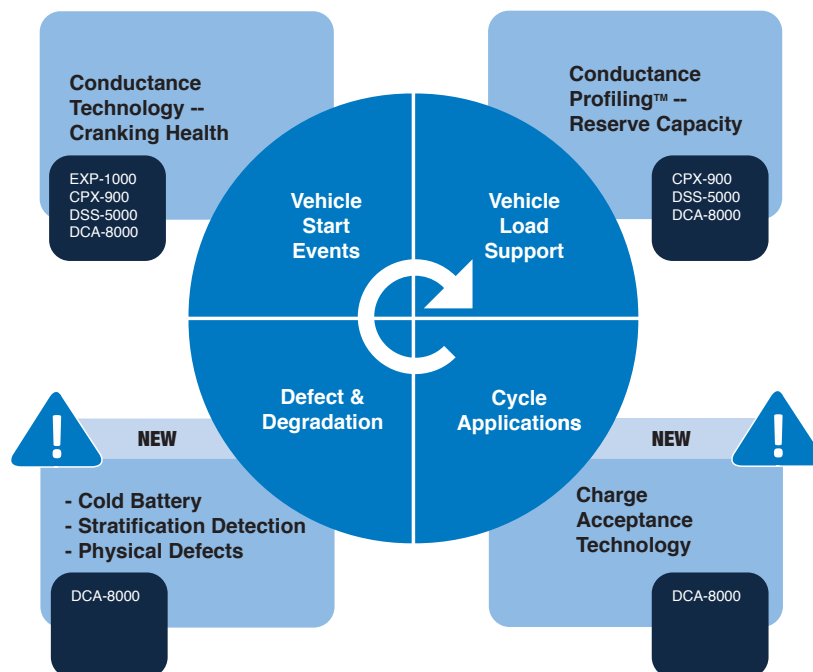 Conductance
Technology --
Cranking Health
EXP-1000
CPX-900
DSS-5000
DCA-8000
Conductance
Profiling™ --
Reserve Capacity
CPX-900
DSS-5000
DCA-8000
Vehicle
Start
Events
Vehicle
Load
Support
Defect &
Degradation
Cycle
Applications
!
NEW
- Cold Battery
- Stratification Detection
- Physical Defects
DCA-8000
!
NEW
Charge
Acceptance
Technology
DCA-8000